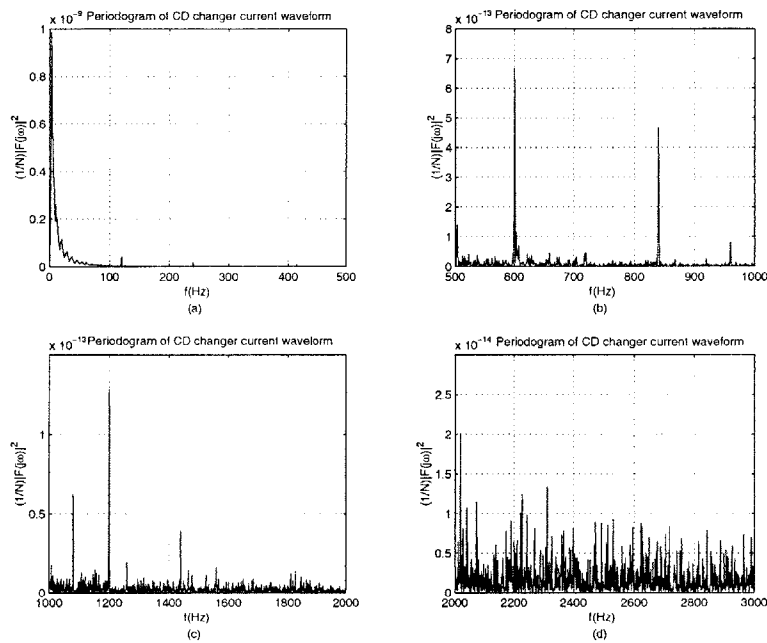 x 10⁻⁹ Periodogram of CD changer current waveform
1
0.8
0.6
0.4
0.2
0
(1/N)|F(jω)|²
0 100 200 300 400 500
f(Hz)
(a)
x 10⁻¹³ Periodogram of CD changer current waveform
8
7
6
5
4
3
2
1
0
(1/N)|F(jω)|²
500 600 700 800 900 1000
f(Hz)
(b)
x 10⁻¹³ Periodogram of CD changer current waveform
1
0.5
0
(1/N)|F(jω)|²
1000 1200 1400 1600 1800 2000
f(Hz)
(c)
x 10⁻¹⁴ Periodogram of CD changer current waveform
2.5
2
1.5
1
0.5
0
(1/N)|F(jω)|²
2000 2200 2400 2600 2800 3000
f(Hz)
(d)